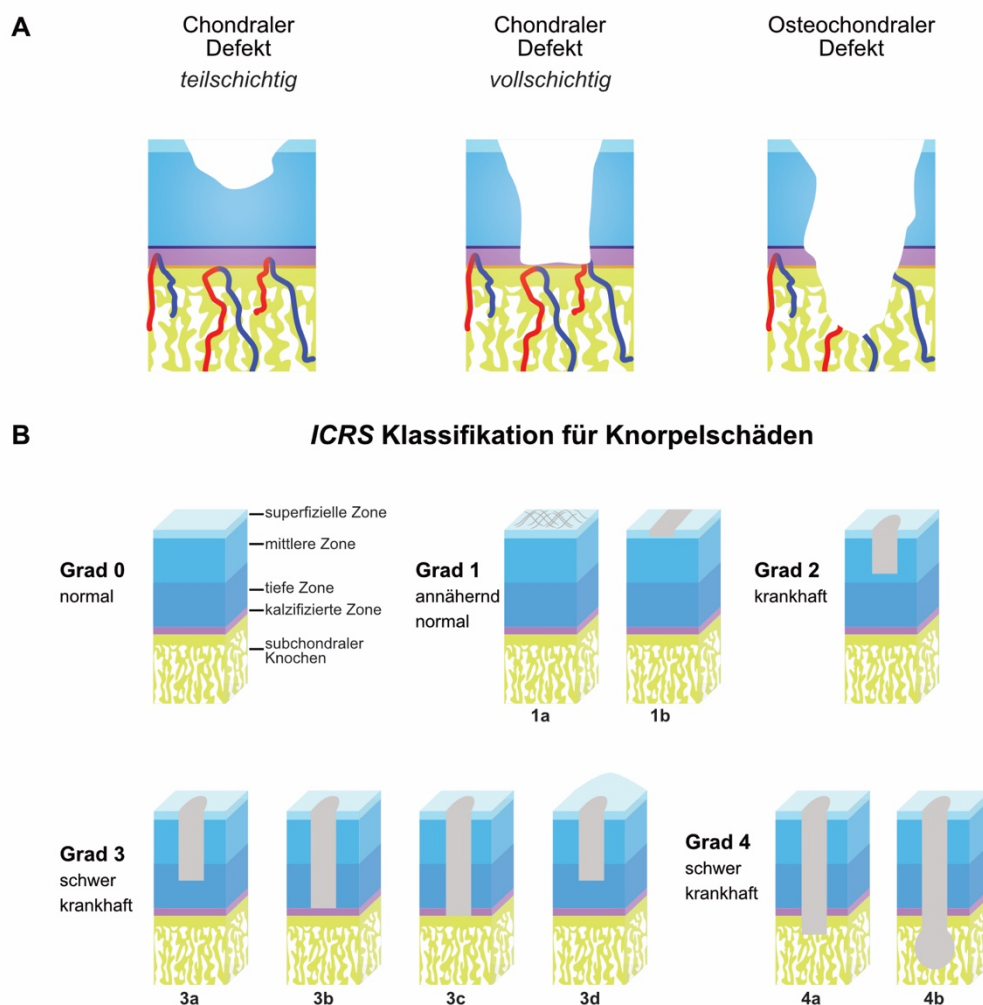 A
Chondraler
Defekt
teilschichtig
Chondraler
Defekt
vollschichtig
Osteochondraler
Defekt
B
ICRS Klassifikation für Knorpelschäden
Grad 0
normal
superfizielle Zone
mittlere Zone
tiefe Zone
kalzifizierte Zone
subchondraler
Knochen
Grad 1
annähernd
normal
1a
1b
Grad 2
krankhaft
Grad 3
schwer
krankhaft
3a
3b
3c
3d
Grad 4
schwer
krankhaft
4a
4b